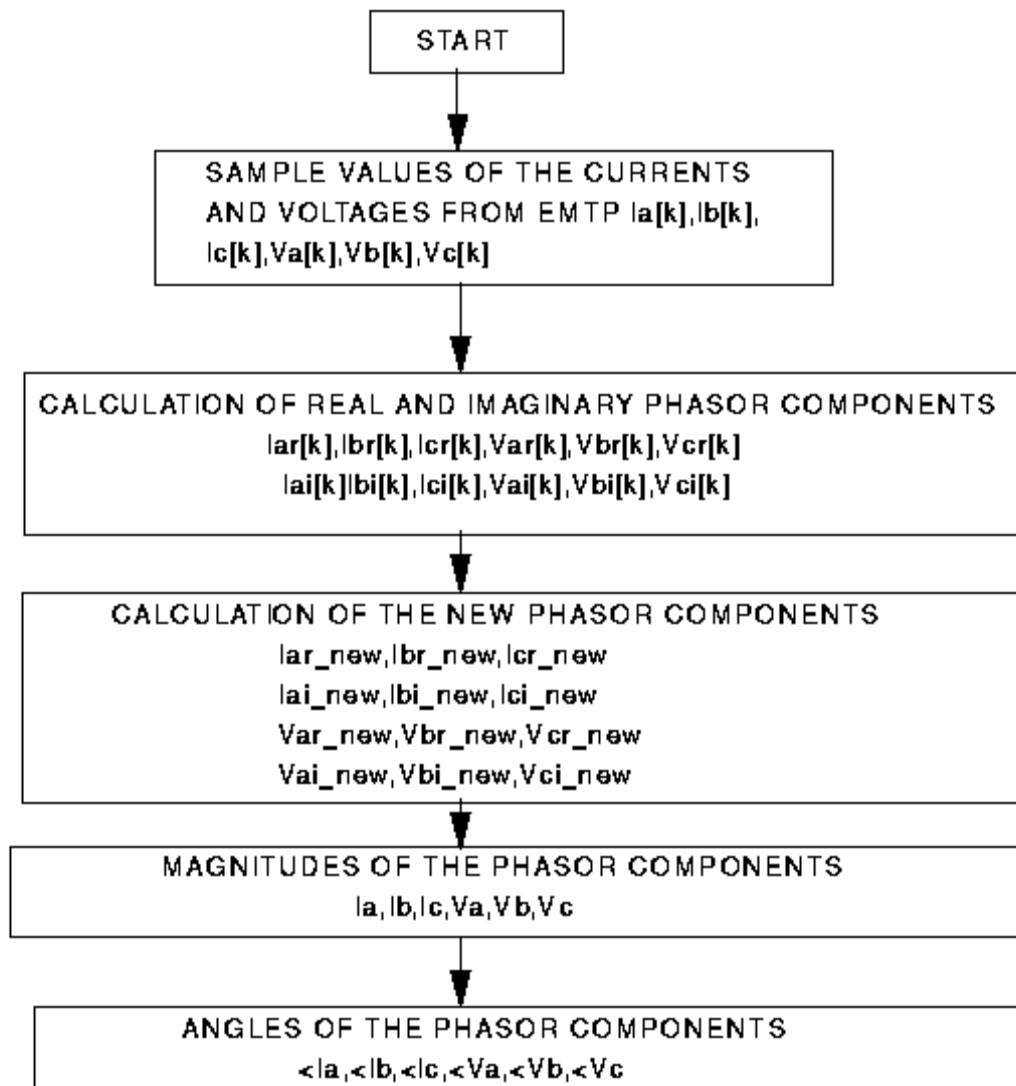 START
SAMPLE VALUES OF THE CURRENTS
AND VOLTAGES FROM EMTP Ia[k],Ib[k],
Ic[k],Va[k],Vb[k],Vc[k]
CALCULATION OF REAL AND IMAGINARY PHASOR COMPONENTS
Iar[k],Ibr[k],Icr[k],Var[k],Vbr[k],Vcr[k]
Iai[k]Ibi[k],Ici[k],Vai[k],Vbi[k],Vci[k]
CALCULATION OF THE NEW PHASOR COMPONENTS
Iar_new,Ibr_new,Icr_new
Iai_new,Ibi_new,Ici_new
Var_new,Vbr_new,Vcr_new
Vai_new,Vbi_new,Vci_new
MAGNITUDES OF THE PHASOR COMPONENTS
Ia,Ib,Ic,Va,Vb,Vc
ANGLES OF THE PHASOR COMPONENTS
<Ia,<Ib,<Ic,<Va,<Vb,<Vc